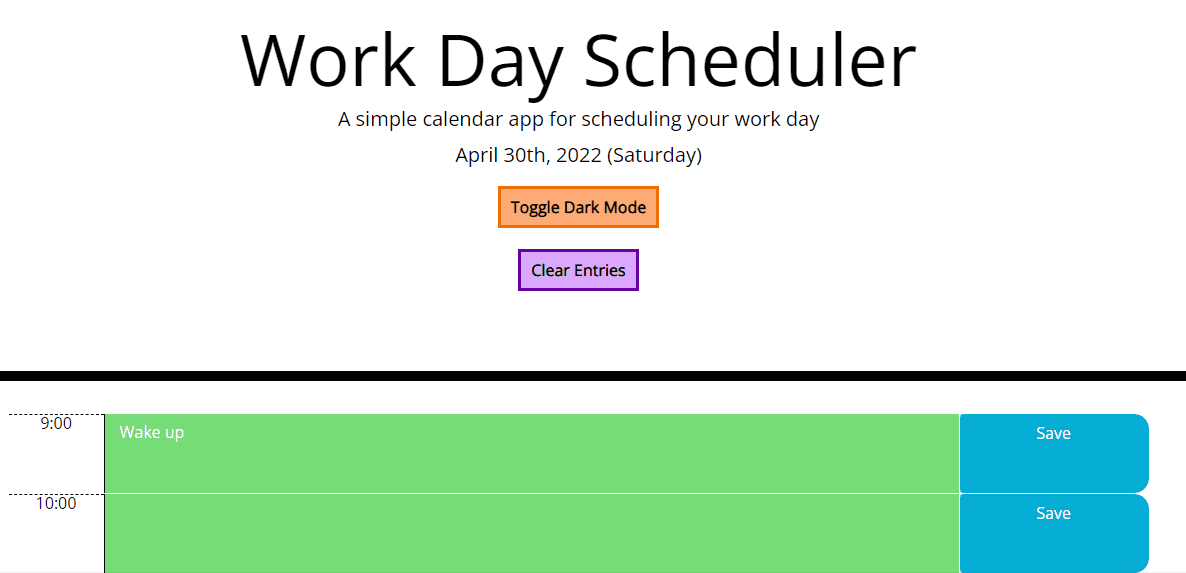 Work Day Scheduler
A simple calendar app for scheduling your work day
April 30th, 2022 (Saturday)
Toggle Dark Mode
Clear Entries
9:00
Wake up
Save
10:00
Save